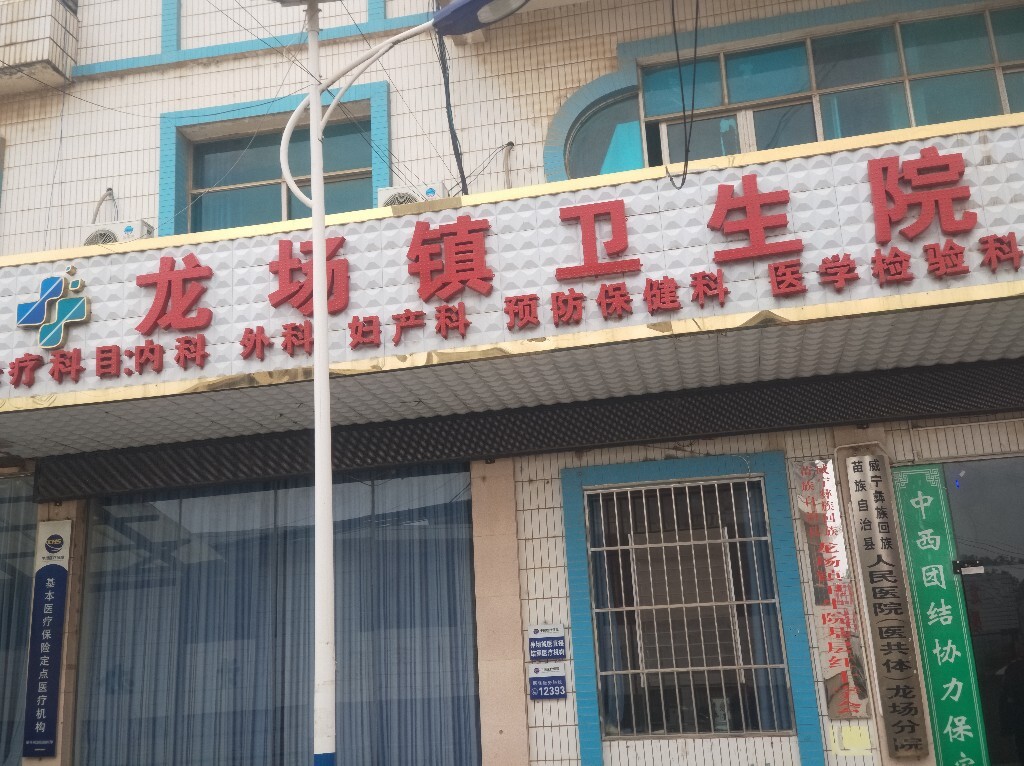 龙场镇卫生院
疗科目:内科 外科 妇产科 预防保健科 医学检验科
基本医疗保险定点医疗机构
12393
威宁彝族回族
苗族自治县
人民医院(医共体)龙场分院
中西团结协力保